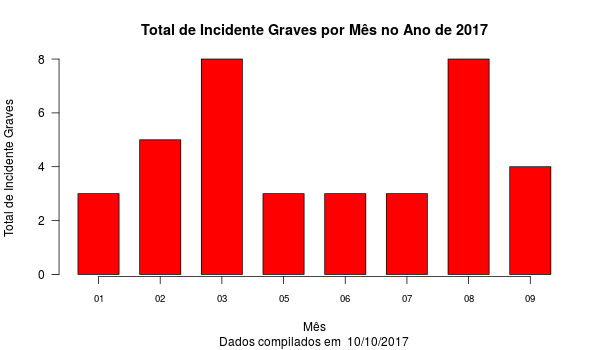 Total de Incidente Graves por Mês no Ano de 2017
Total de Incidente Graves
8
6
4
2
0
01 02 03 05 06 07 08 09
Mês
Dados compilados em 10/10/2017